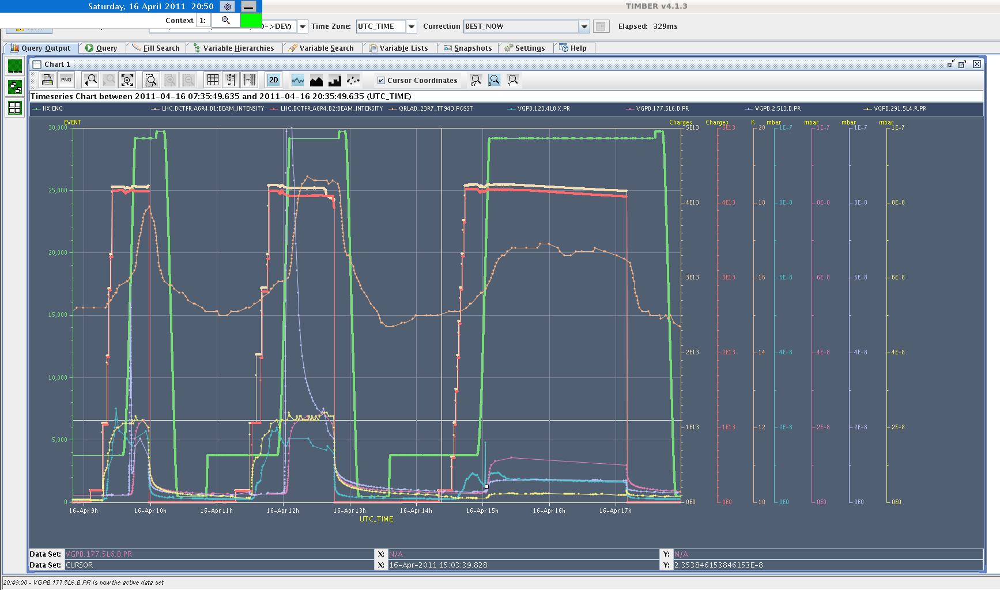 Saturday, 16 April 2011 20:50
TIMBER v4.1.3
Context 1:
->DEV) Time Zone: UTC_TIME Correction BEST_NOW Elapsed: 329ms
Query Output Query Fill Search Variable Hierarchies Variable Search Variable Lists Snapshots Settings Help
Chart 1
PNG 2D Cursor Coordinates XY X Y
Timeseries Chart between 2011-04-16 07:35:49.635 and 2011-04-16 20:35:49.635 (UTC_TIME)
HX:ENG LHC.BCTFR.A6R4.B1:BEAM_INTENSITY LHC.BCTFR.A6R4.B2:BEAM_INTENSITY QRLAB_23R7_TT943.POSST VGPB.123.4L8.X.PR VGPB.177.5L6.B.PR VGPB.2.5L3.B.PR VGPB.291.5L4.R.PR
EVENT Charges Charges K mbar mbar mbar mbar
30,000 5E13 5E13 20 1E-7 1E-7 1E-7 1E-7
25,000
4E13 4E13 18 8E-8 8E-8 8E-8 8E-8
20,000
3E13 3E13 16 6E-8 6E-8 6E-8 6E-8
15,000
2E13 2E13 14 4E-8 4E-8 4E-8 4E-8
10,000
1E13 1E13 12 2E-8 2E-8 2E-8 2E-8
5,000
0 0E0 0E0 10 0E0 0E0 0E0 0E0
16-Apr 9h 16-Apr 10h 16-Apr 11h 16-Apr 12h 16-Apr 13h 16-Apr 14h 16-Apr 15h 16-Apr 16h 16-Apr 17h
UTC_TIME
Data Set: VGPB.177.5L6.B.PR X: N/A Y: N/A
Data Set: CURSOR X: 16-Apr-2011 15:03:39.828 Y: 2.353846153846153E-8
20:49:00 - VGPB.177.5L6.B.PR is now the active data set